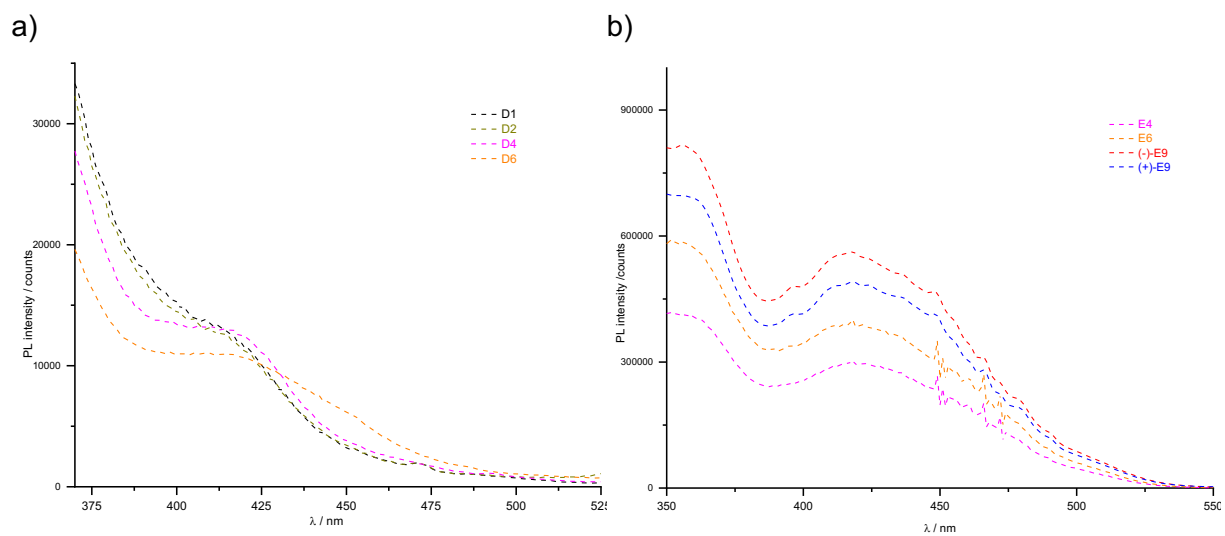 a)
PL intensity / counts
30000
20000
10000
0
375
400
425
450
475
500
525
λ / nm
D1
D2
D4
D6
b)
PL intensity /counts
900000
600000
300000
0
350
400
450
500
550
λ / nm
E4
E6
(-)-E9
(+)-E9